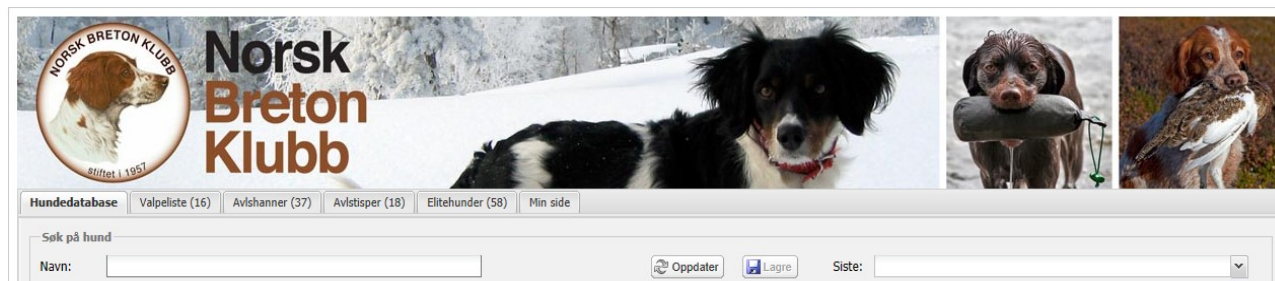 NORSK BRETON KLUBB
stiftet i 1957
Norsk
Breton
Klubb
Hundedatabase Valpeliste (16) Avlshanner (37) Avlstisper (18) Elitehunder (58) Min side
Søk på hund
Navn: Oppdater Lagre Siste: